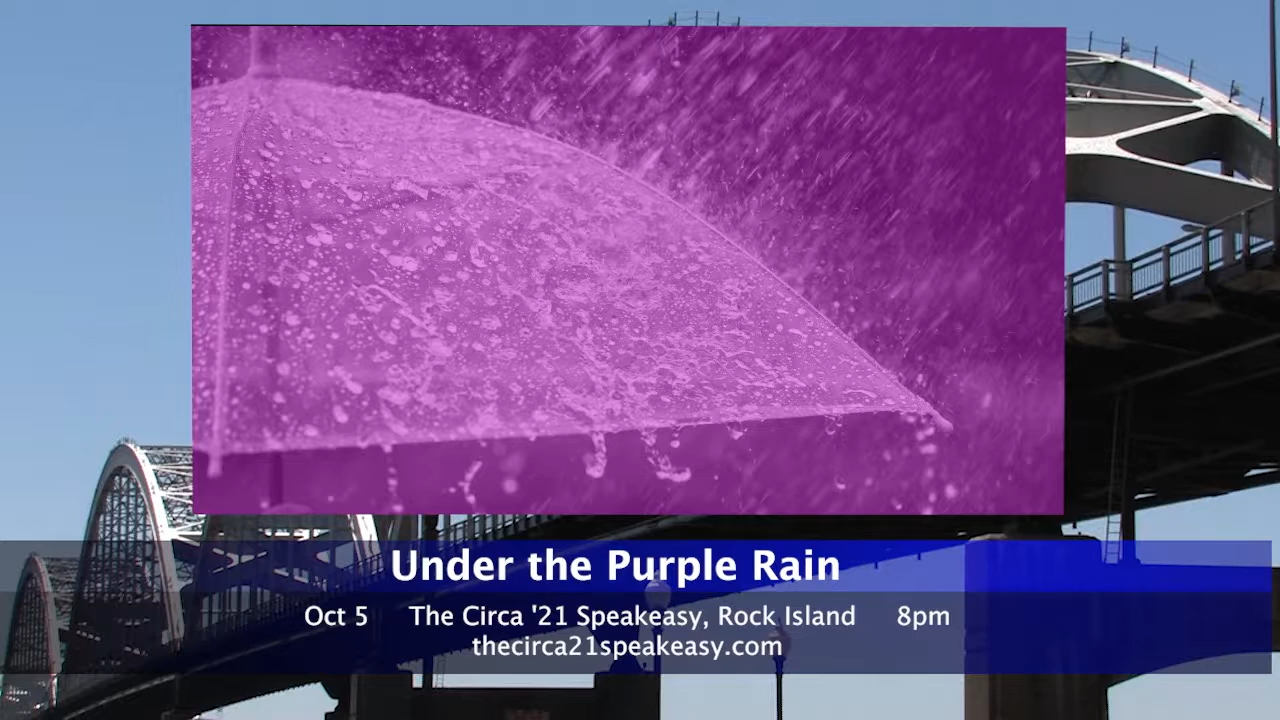 Under the Purple Rain
Oct 5 The Circa '21 Speakeasy, Rock Island 8pm
thecirca21speakeasy.com